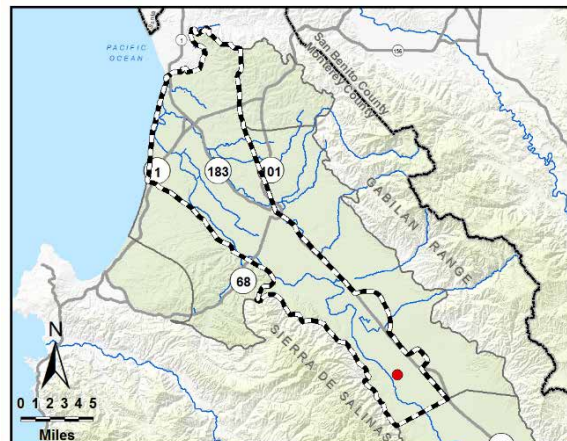 PACIFIC
OCEAN
1
156
San Benito County
Monterey County
1
183
101
GABILAN RANGE
68
SIERRA DE SALINAS
N
0 1 2 3 4 5
Miles